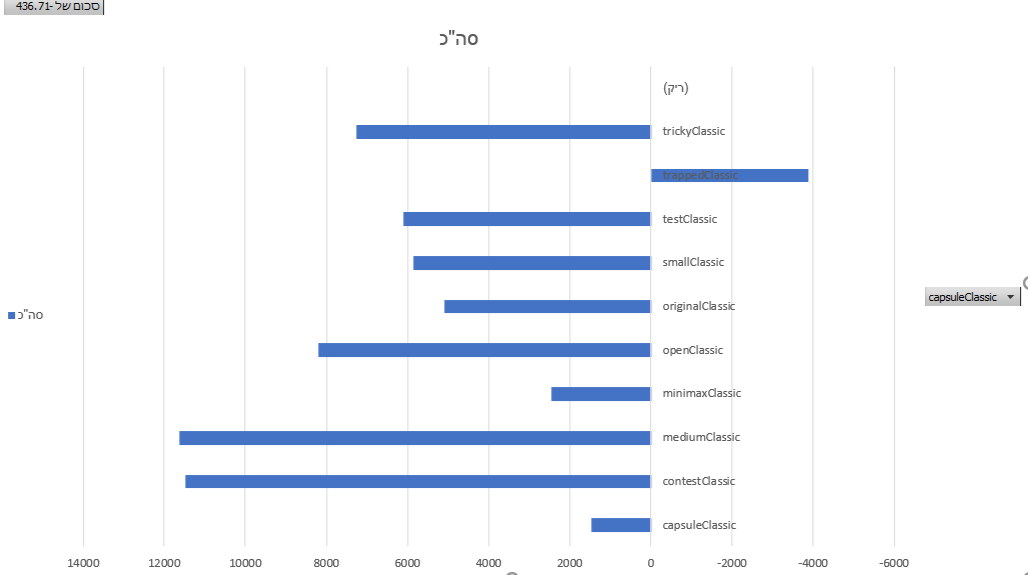 סכום של -436.71
סה"כ
(ריק)
trickyClassic
trappedClassic
testClassic
smallClassic
originalClassic
capsuleClassic
סה"כ
openClassic
minimaxClassic
mediumClassic
contestClassic
capsuleClassic
14000 12000 10000 8000 6000 4000 2000 0 -2000 -4000 -6000